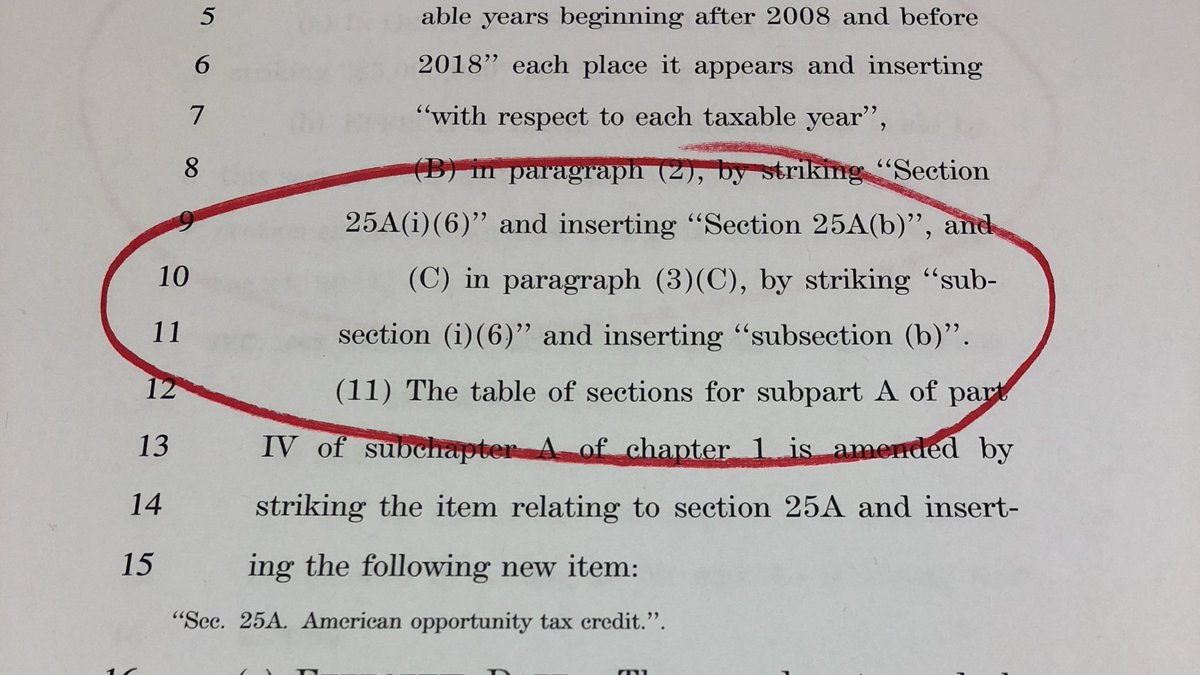 5 able years beginning after 2008 and before
6 2018” each place it appears and inserting
7 “with respect to each taxable year”,
8 (B) in paragraph (2), by striking “Section
9 25A(i)(6)” and inserting “Section 25A(b)”, and
10 (C) in paragraph (3)(C), by striking “sub-
11 section (i)(6)” and inserting “subsection (b)”.
12 (11) The table of sections for subpart A of part
13 IV of subchapter A of chapter 1 is amended by
14 striking the item relating to section 25A and insert-
15 ing the following new item:
“Sec. 25A. American opportunity tax credit.”.